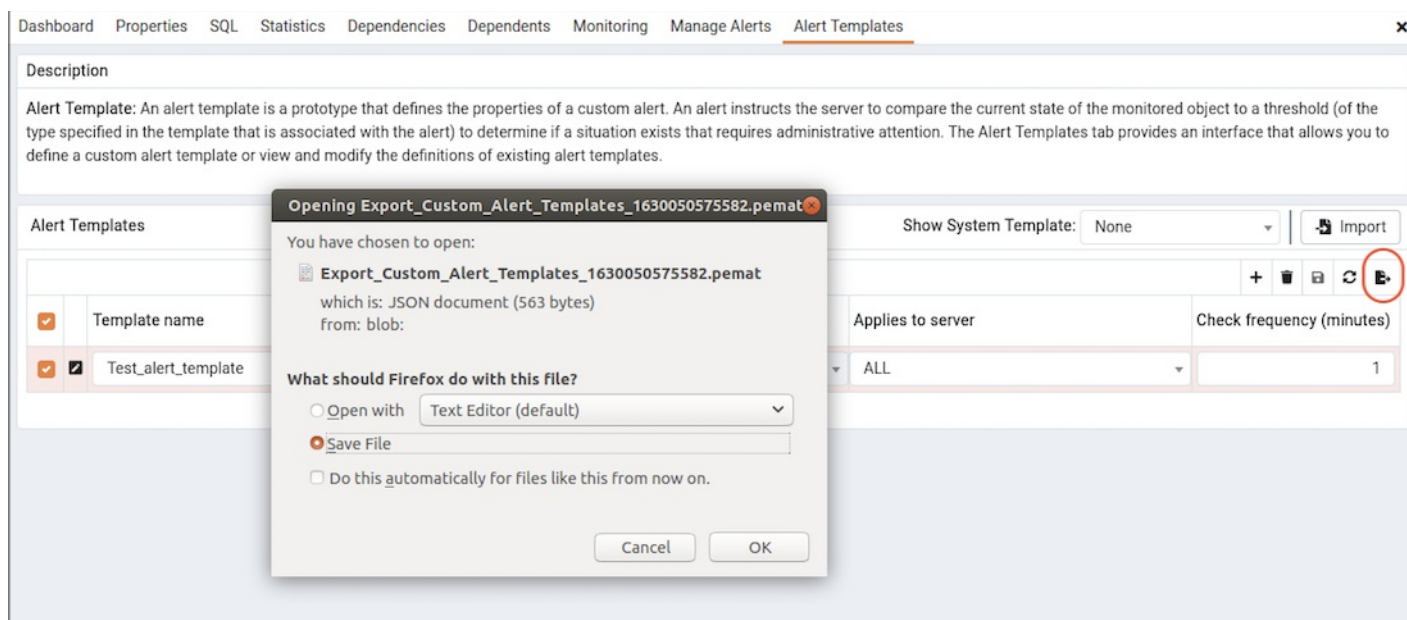 Dashboard Properties SQL Statistics Dependencies Dependents Monitoring Manage Alerts Alert Templates
Description
Alert Template: An alert template is a prototype that defines the properties of a custom alert. An alert instructs the server to compare the current state of the monitored object to a threshold (of the
type specified in the template that is associated with the alert) to determine if a situation exists that requires administrative attention. The Alert Templates tab provides an interface that allows you to
define a custom alert template or view and modify the definitions of existing alert templates.
Alert Templates
Show System Template: None Import
Template name Applies to server Check frequency (minutes)
Test_alert_template ALL 1
Opening Export_Custom_Alert_Templates_1630050575582.pemat
You have chosen to open:
Export_Custom_Alert_Templates_1630050575582.pemat
which is: JSON document (563 bytes)
from: blob:
What should Firefox do with this file?
Open with Text Editor (default)
Save File
Do this automatically for files like this from now on.
Cancel OK